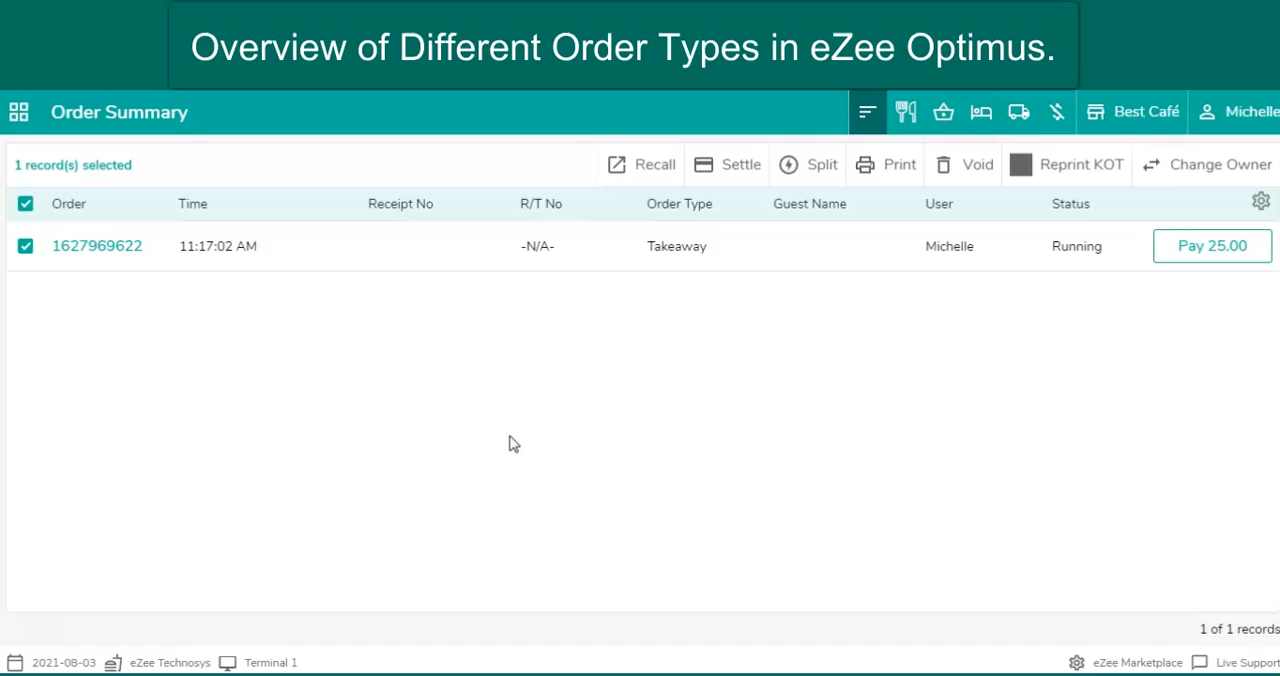 Overview of Different Order Types in eZee Optimus.
Order Summary Best Café Michelle
1 record(s) selected Recall Settle Split Print Void Reprint KOT Change Owner
Order Time Receipt No R/T No Order Type Guest Name User Status
1627969622 11:17:02 AM -N/A- Takeaway Michelle Running Pay 25.00
1 of 1 records
2021-08-03 eZee Technosys Terminal 1 eZee Marketplace Live Support